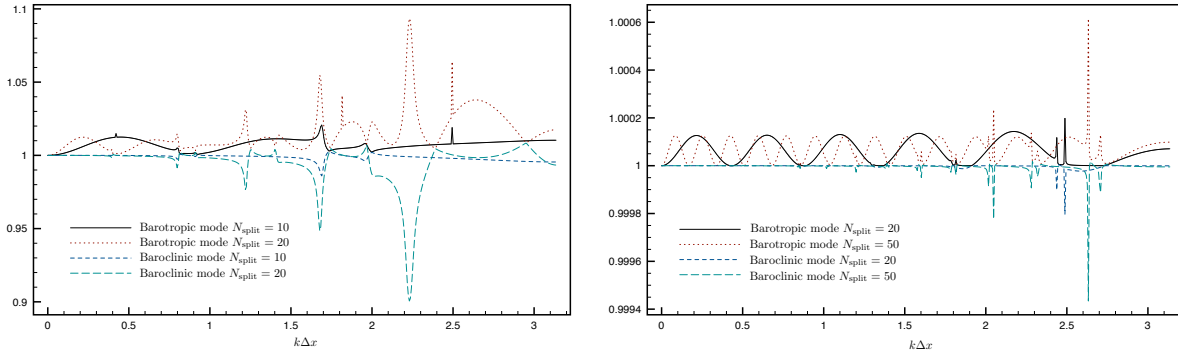 1.1
1.05
1
0.95
0.9
Barotropic mode N_split = 10
Barotropic mode N_split = 20
Baroclinic mode N_split = 10
Baroclinic mode N_split = 20
0 0.5 1 1.5 2 2.5 3
kΔx
1.0006
1.0004
1.0002
1
0.9998
0.9996
0.9994
Barotropic mode N_split = 20
Barotropic mode N_split = 50
Baroclinic mode N_split = 20
Baroclinic mode N_split = 50
0 0.5 1 1.5 2 2.5 3
kΔx